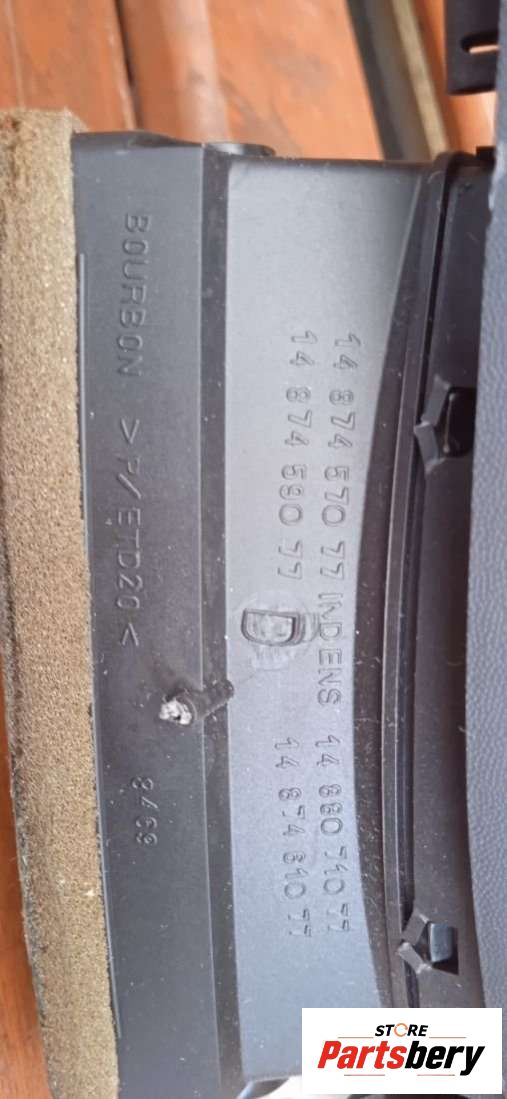 14 874 570 77 INDENS 14 880 710 77
14 874 590 77
14 874 610 77
D
BOURBON >P/ETD20<
8469
STORE
Partsbery